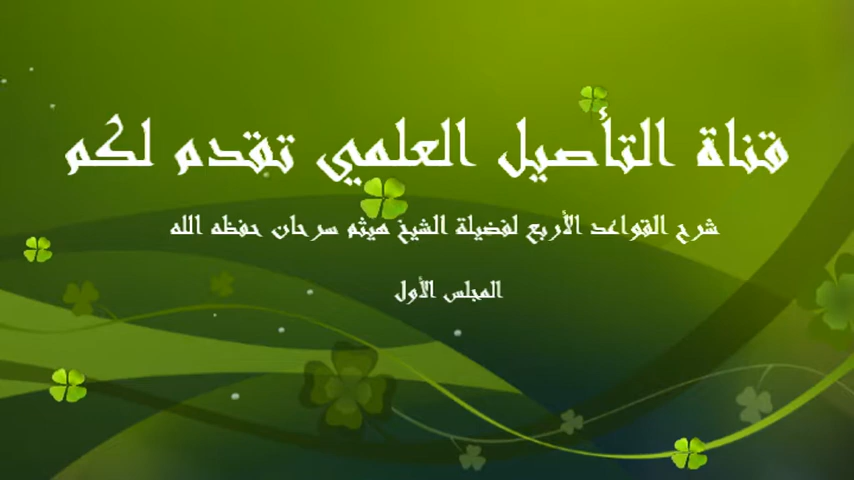 قناة التأصيل العلمي تقدم لكم
شرح القواعد الأربع لفضيلة الشيخ هيثم سرحان حفظه الله
المجلس الأول